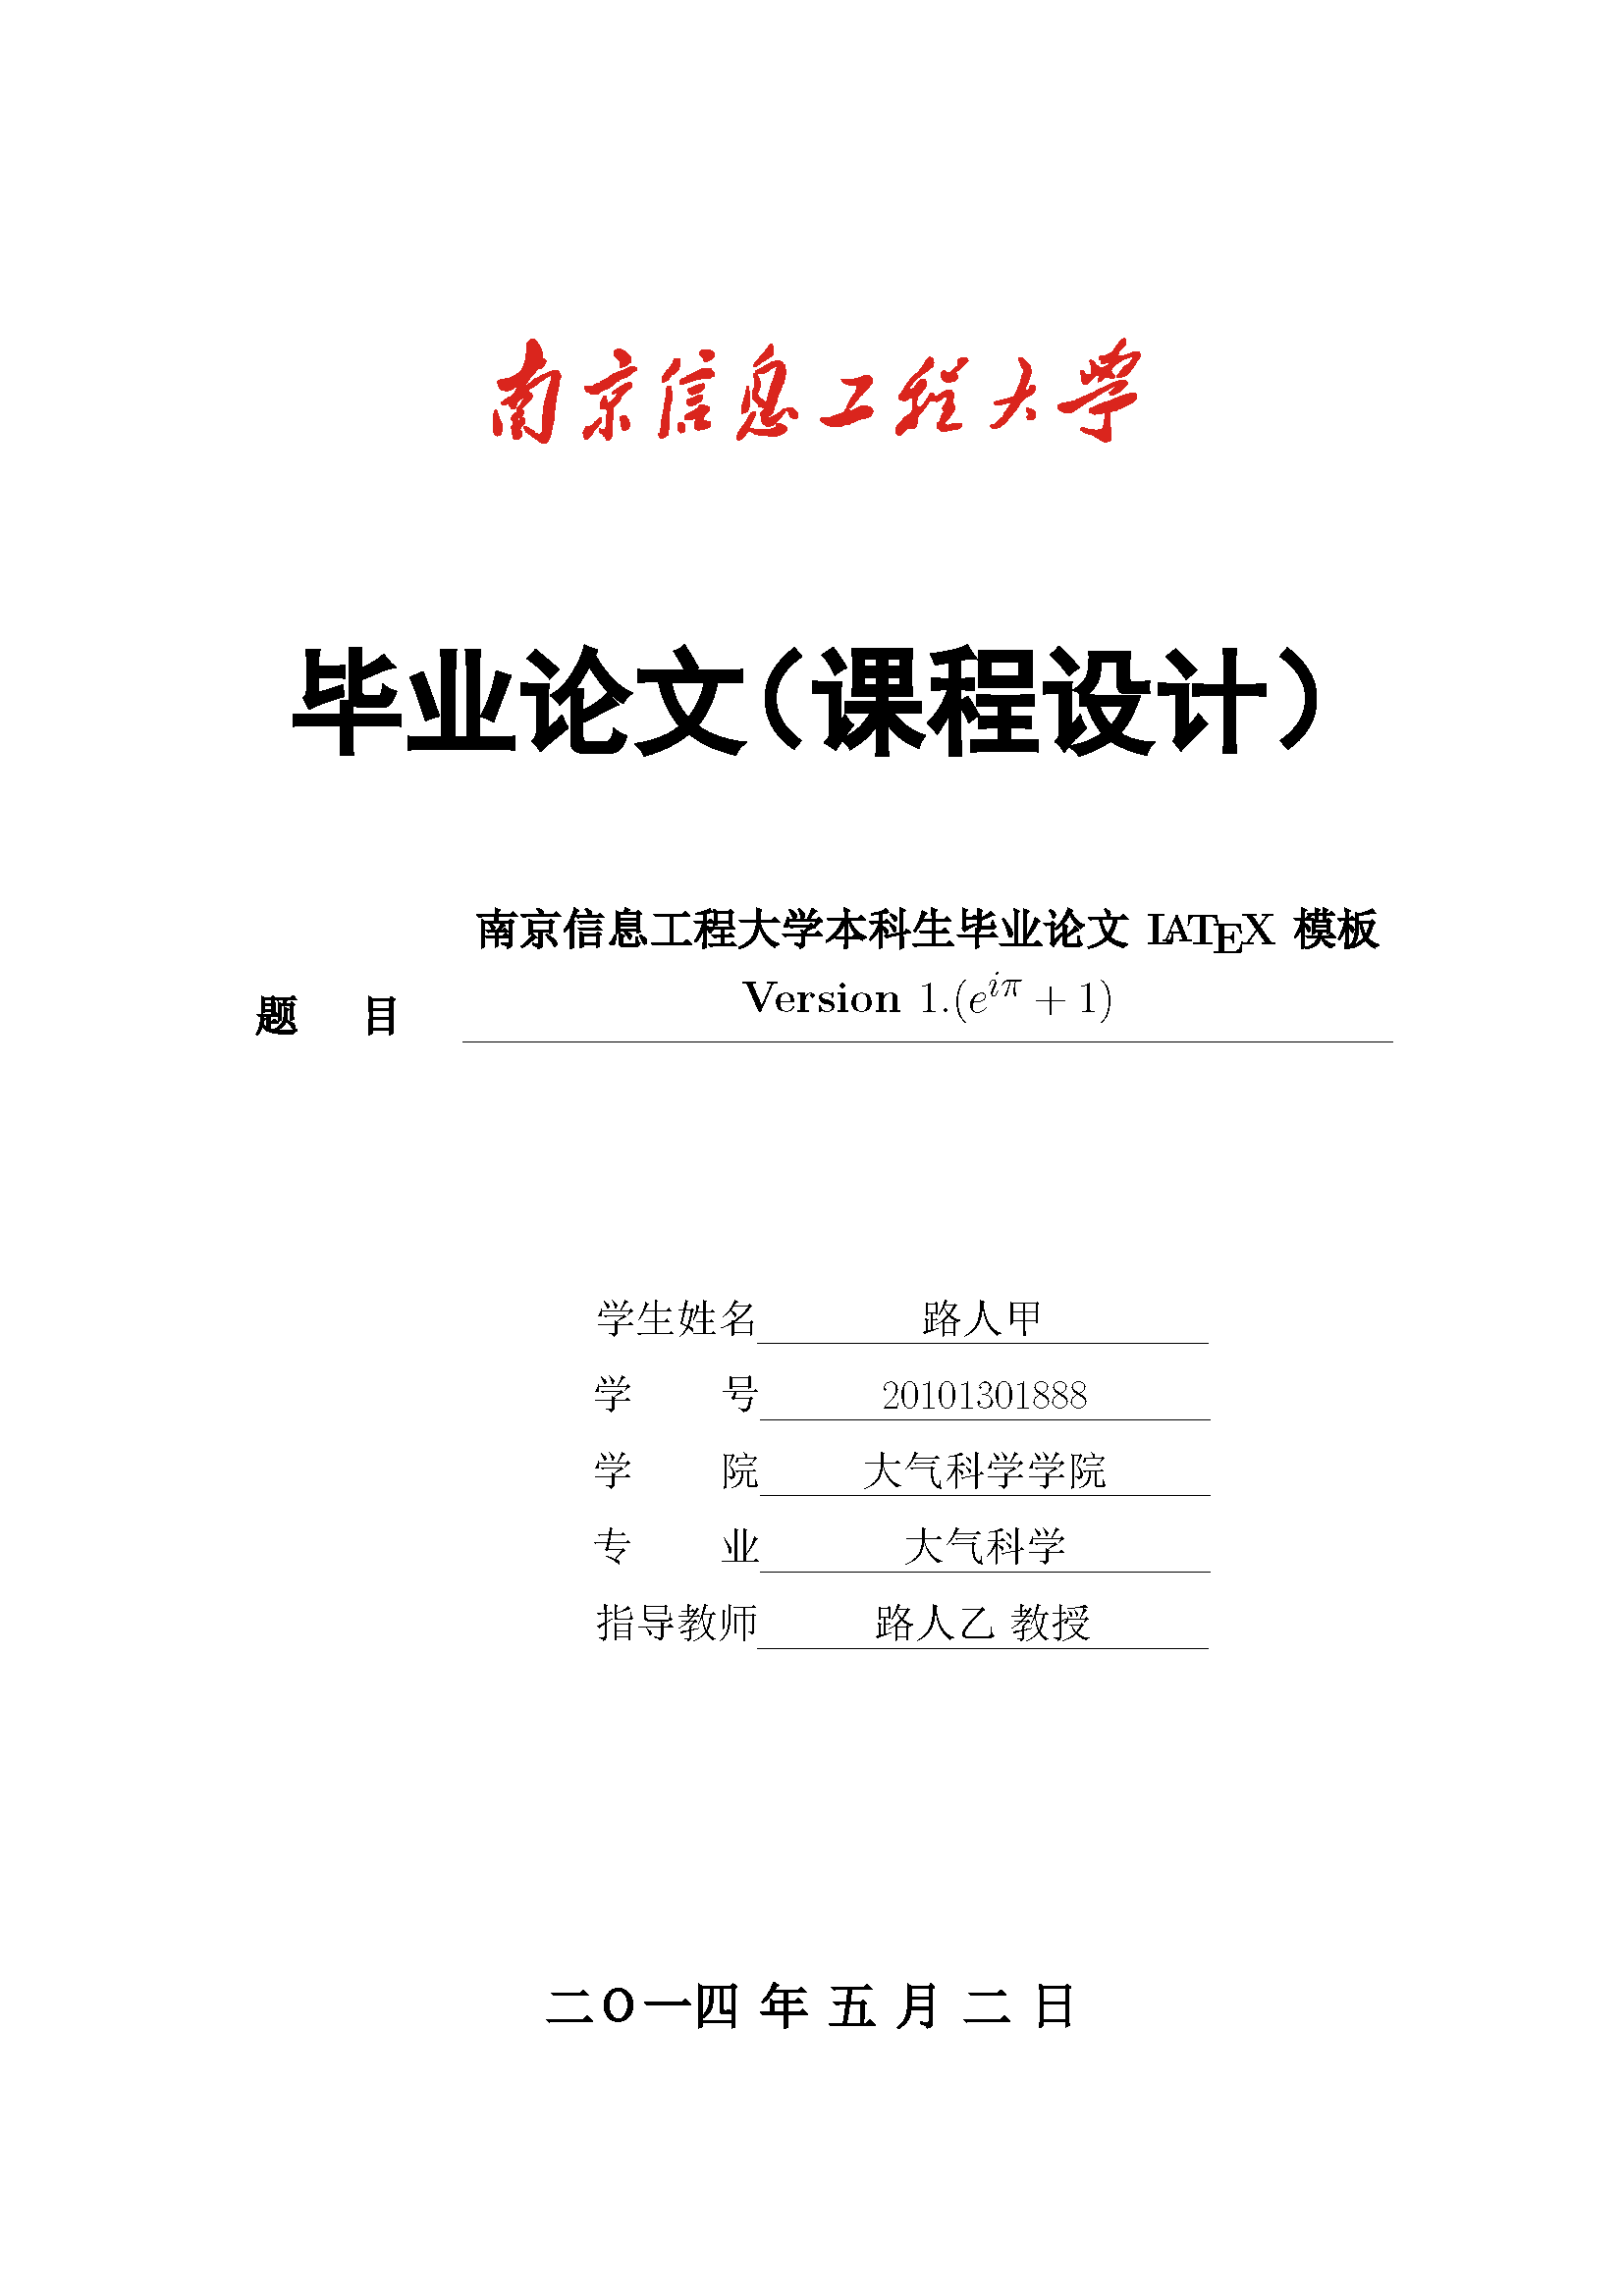 南京信息工程大学
毕业论文(课程设计)
南京信息工程大学本科生毕业论文 LATEX 模板
题 目 Version 1.(e^{iπ} + 1)
学生姓名 路人甲
学 号 20101301888
学 院 大气科学学院
专 业 大气科学
指导教师 路人乙 教授
二O一四 年 五 月 二 日